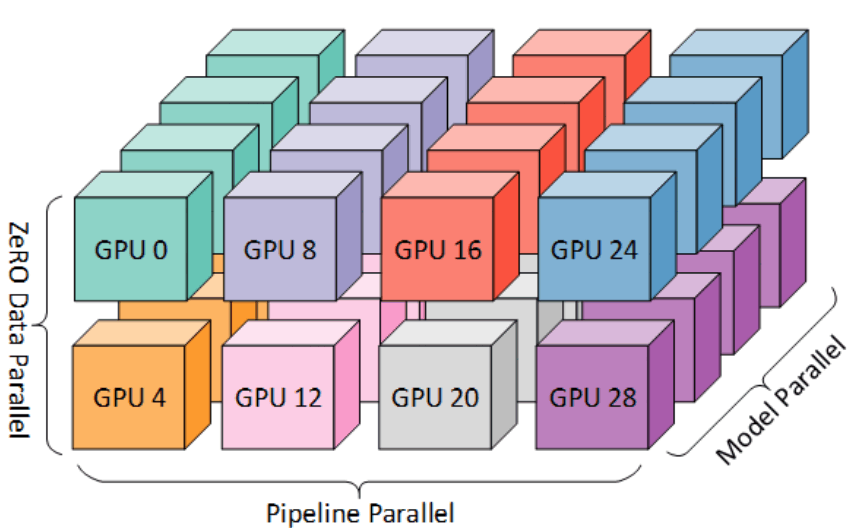 GPU 0
GPU 8
GPU 16
GPU 24
ZeRO Data Parallel
GPU 4
GPU 12
GPU 20
GPU 28
Model Parallel
Pipeline Parallel